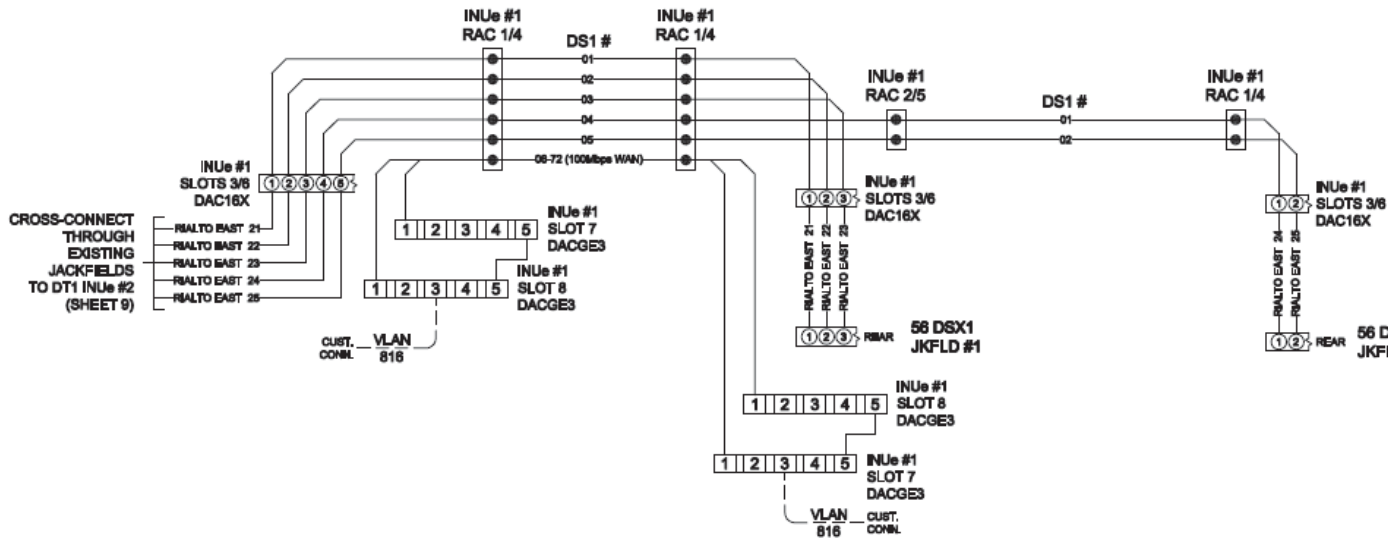 INUe #1
RAC 1/4
INUe #1
RAC 1/4
DS1 #
01
02
03
04
05
06-72 (100Mbps WAN)
INUe #1
RAC 2/5
DS1 #
01
02
INUe #1
RAC 1/4
INUe #1
SLOTS 3/6
DAC16X
1 2 3 4 5
CROSS-CONNECT
THROUGH
EXISTING
JACKFIELDS
TO DT1 INUe #2
(SHEET 9)
RIALTO EAST 21
RIALTO EAST 22
RIALTO EAST 23
RIALTO EAST 24
RIALTO EAST 25
1 2 3 4 5
INUe #1
SLOT 7
DACGE3
1 2 3 4 5
INUe #1
SLOT 8
DACGE3
CUST.
CONN.
VLAN
816
1 2 3
INUe #1
SLOTS 3/6
DAC16X
RIALTO EAST 21
RIALTO EAST 22
RIALTO EAST 23
1 2 3
REAR
56 DSX1
JKFLD #1
1 2
INUe #1
SLOTS 3/6
DAC16X
RIALTO EAST 24
RIALTO EAST 25
1 2
REAR
56 D
JKF
1 2 3 4 5
INUe #1
SLOT 8
DACGE3
1 2 3 4 5
INUe #1
SLOT 7
DACGE3
VLAN
816
CUST.
CONN.